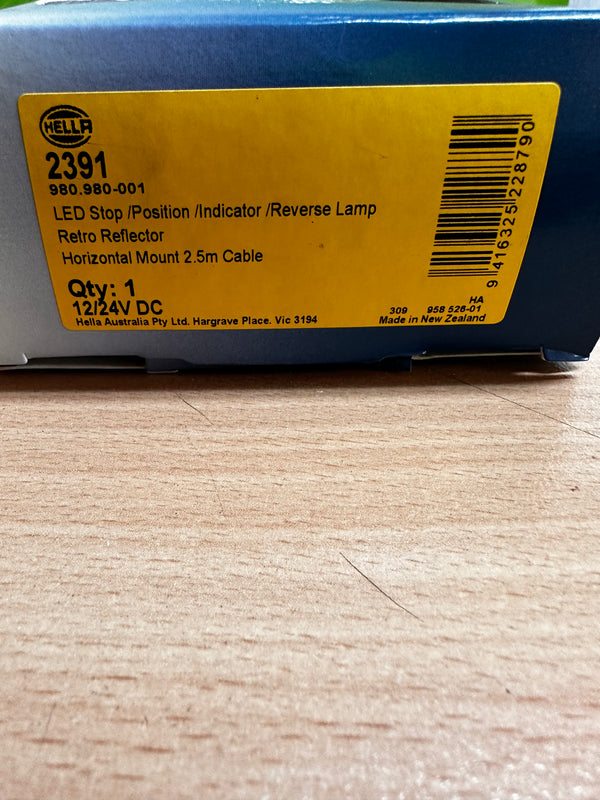 HELLA
2391
980.980-001
LED Stop /Position /Indicator /Reverse Lamp
Retro Reflector
Horizontal Mount 2.5m Cable
Qty: 1
12/24V DC
Hella Australia Pty Ltd. Hargrave Place. Vic 3194
9 416325 228790
HA
309 958 526-01
Made in New Zealand